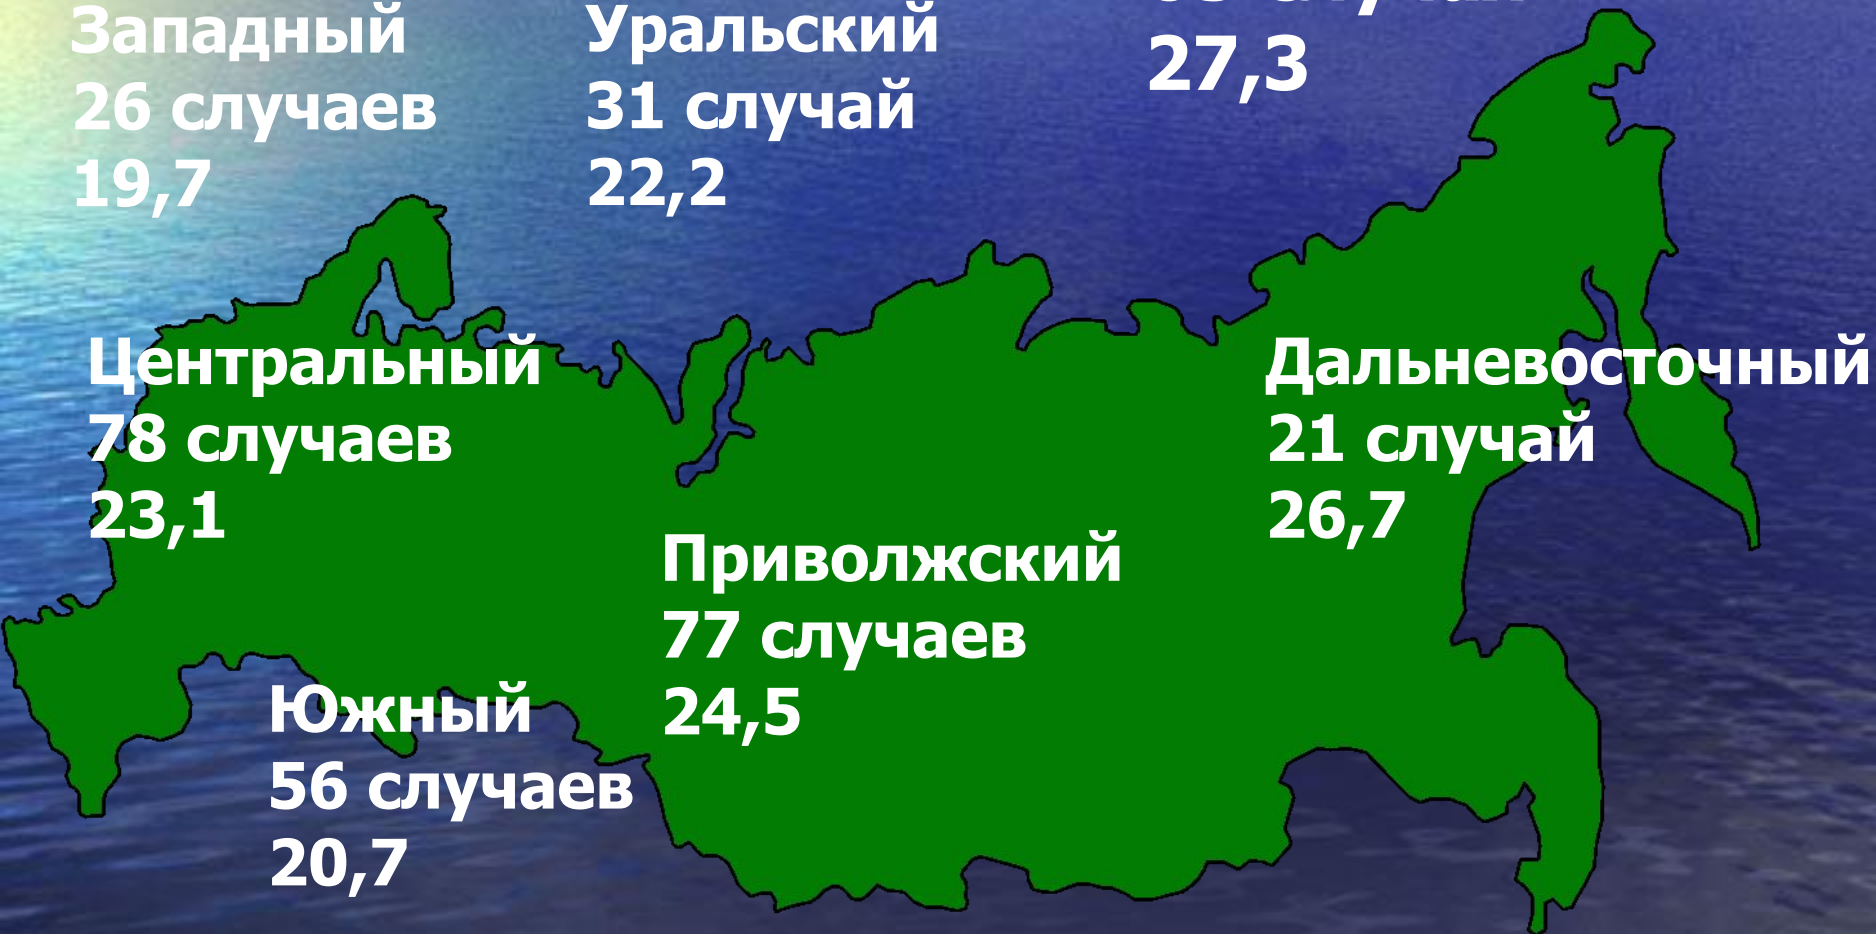 Западный
26 случаев
19,7
Уральский
31 случай
22,2
27,3
Центральный
78 случаев
23,1
Дальневосточный
21 случай
26,7
Приволжский
77 случаев
24,5
Южный
56 случаев
20,7